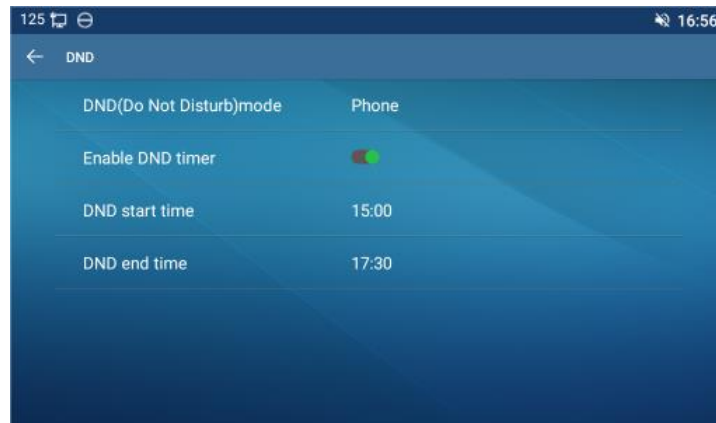 125 16:56
DND
DND(Do Not Disturb)mode Phone
Enable DND timer
DND start time 15:00
DND end time 17:30